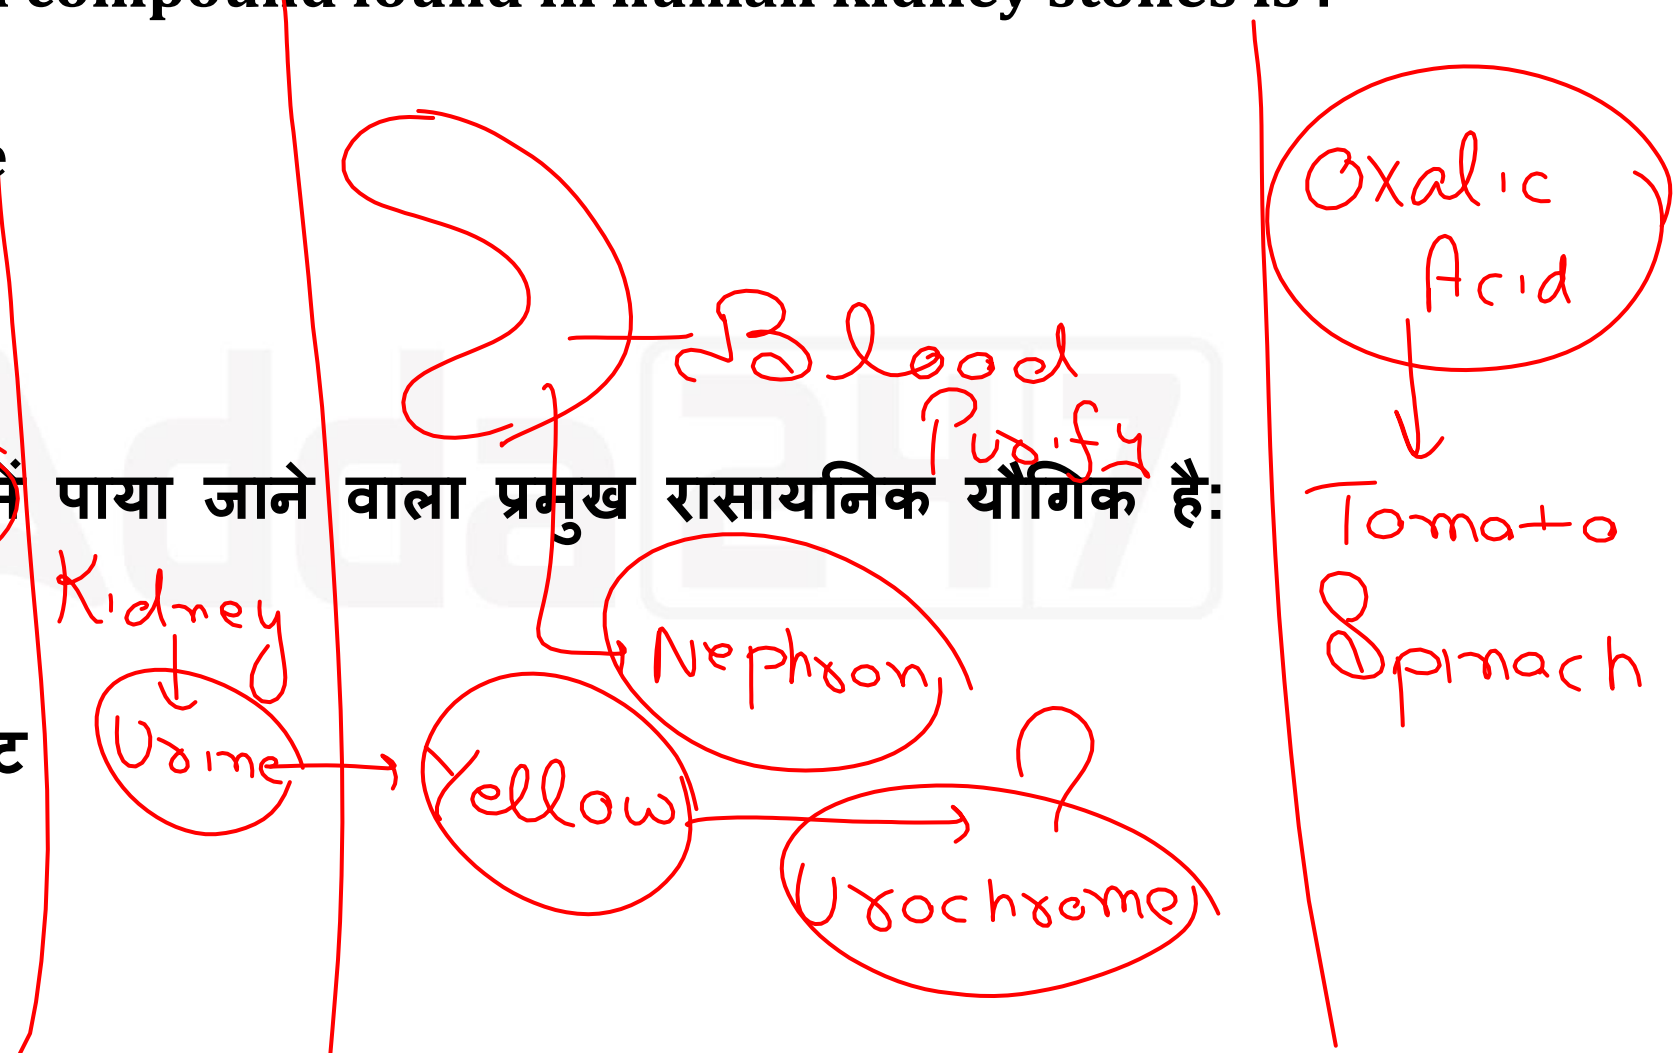 compound found in human kidney stones is :
Oxalic
Acid
Blood
Purify
Adda247
में पाया जाने वाला प्रमुख रासायनिक यौगिक है:
Tomato
Spinach
Kidney
Nephron
Urine
Yellow
?
Urochrome